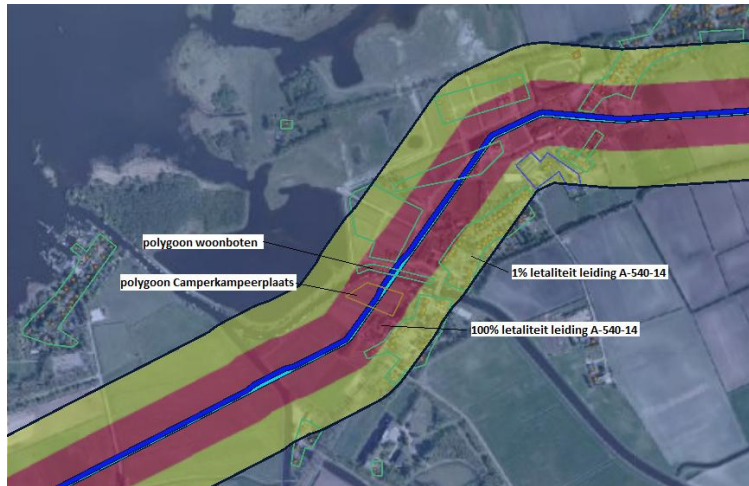 polygoon woonboten
polygoon Camperkampeerplaats
1% letaliteit leiding A-540-14
100% letaliteit leiding A-540-14